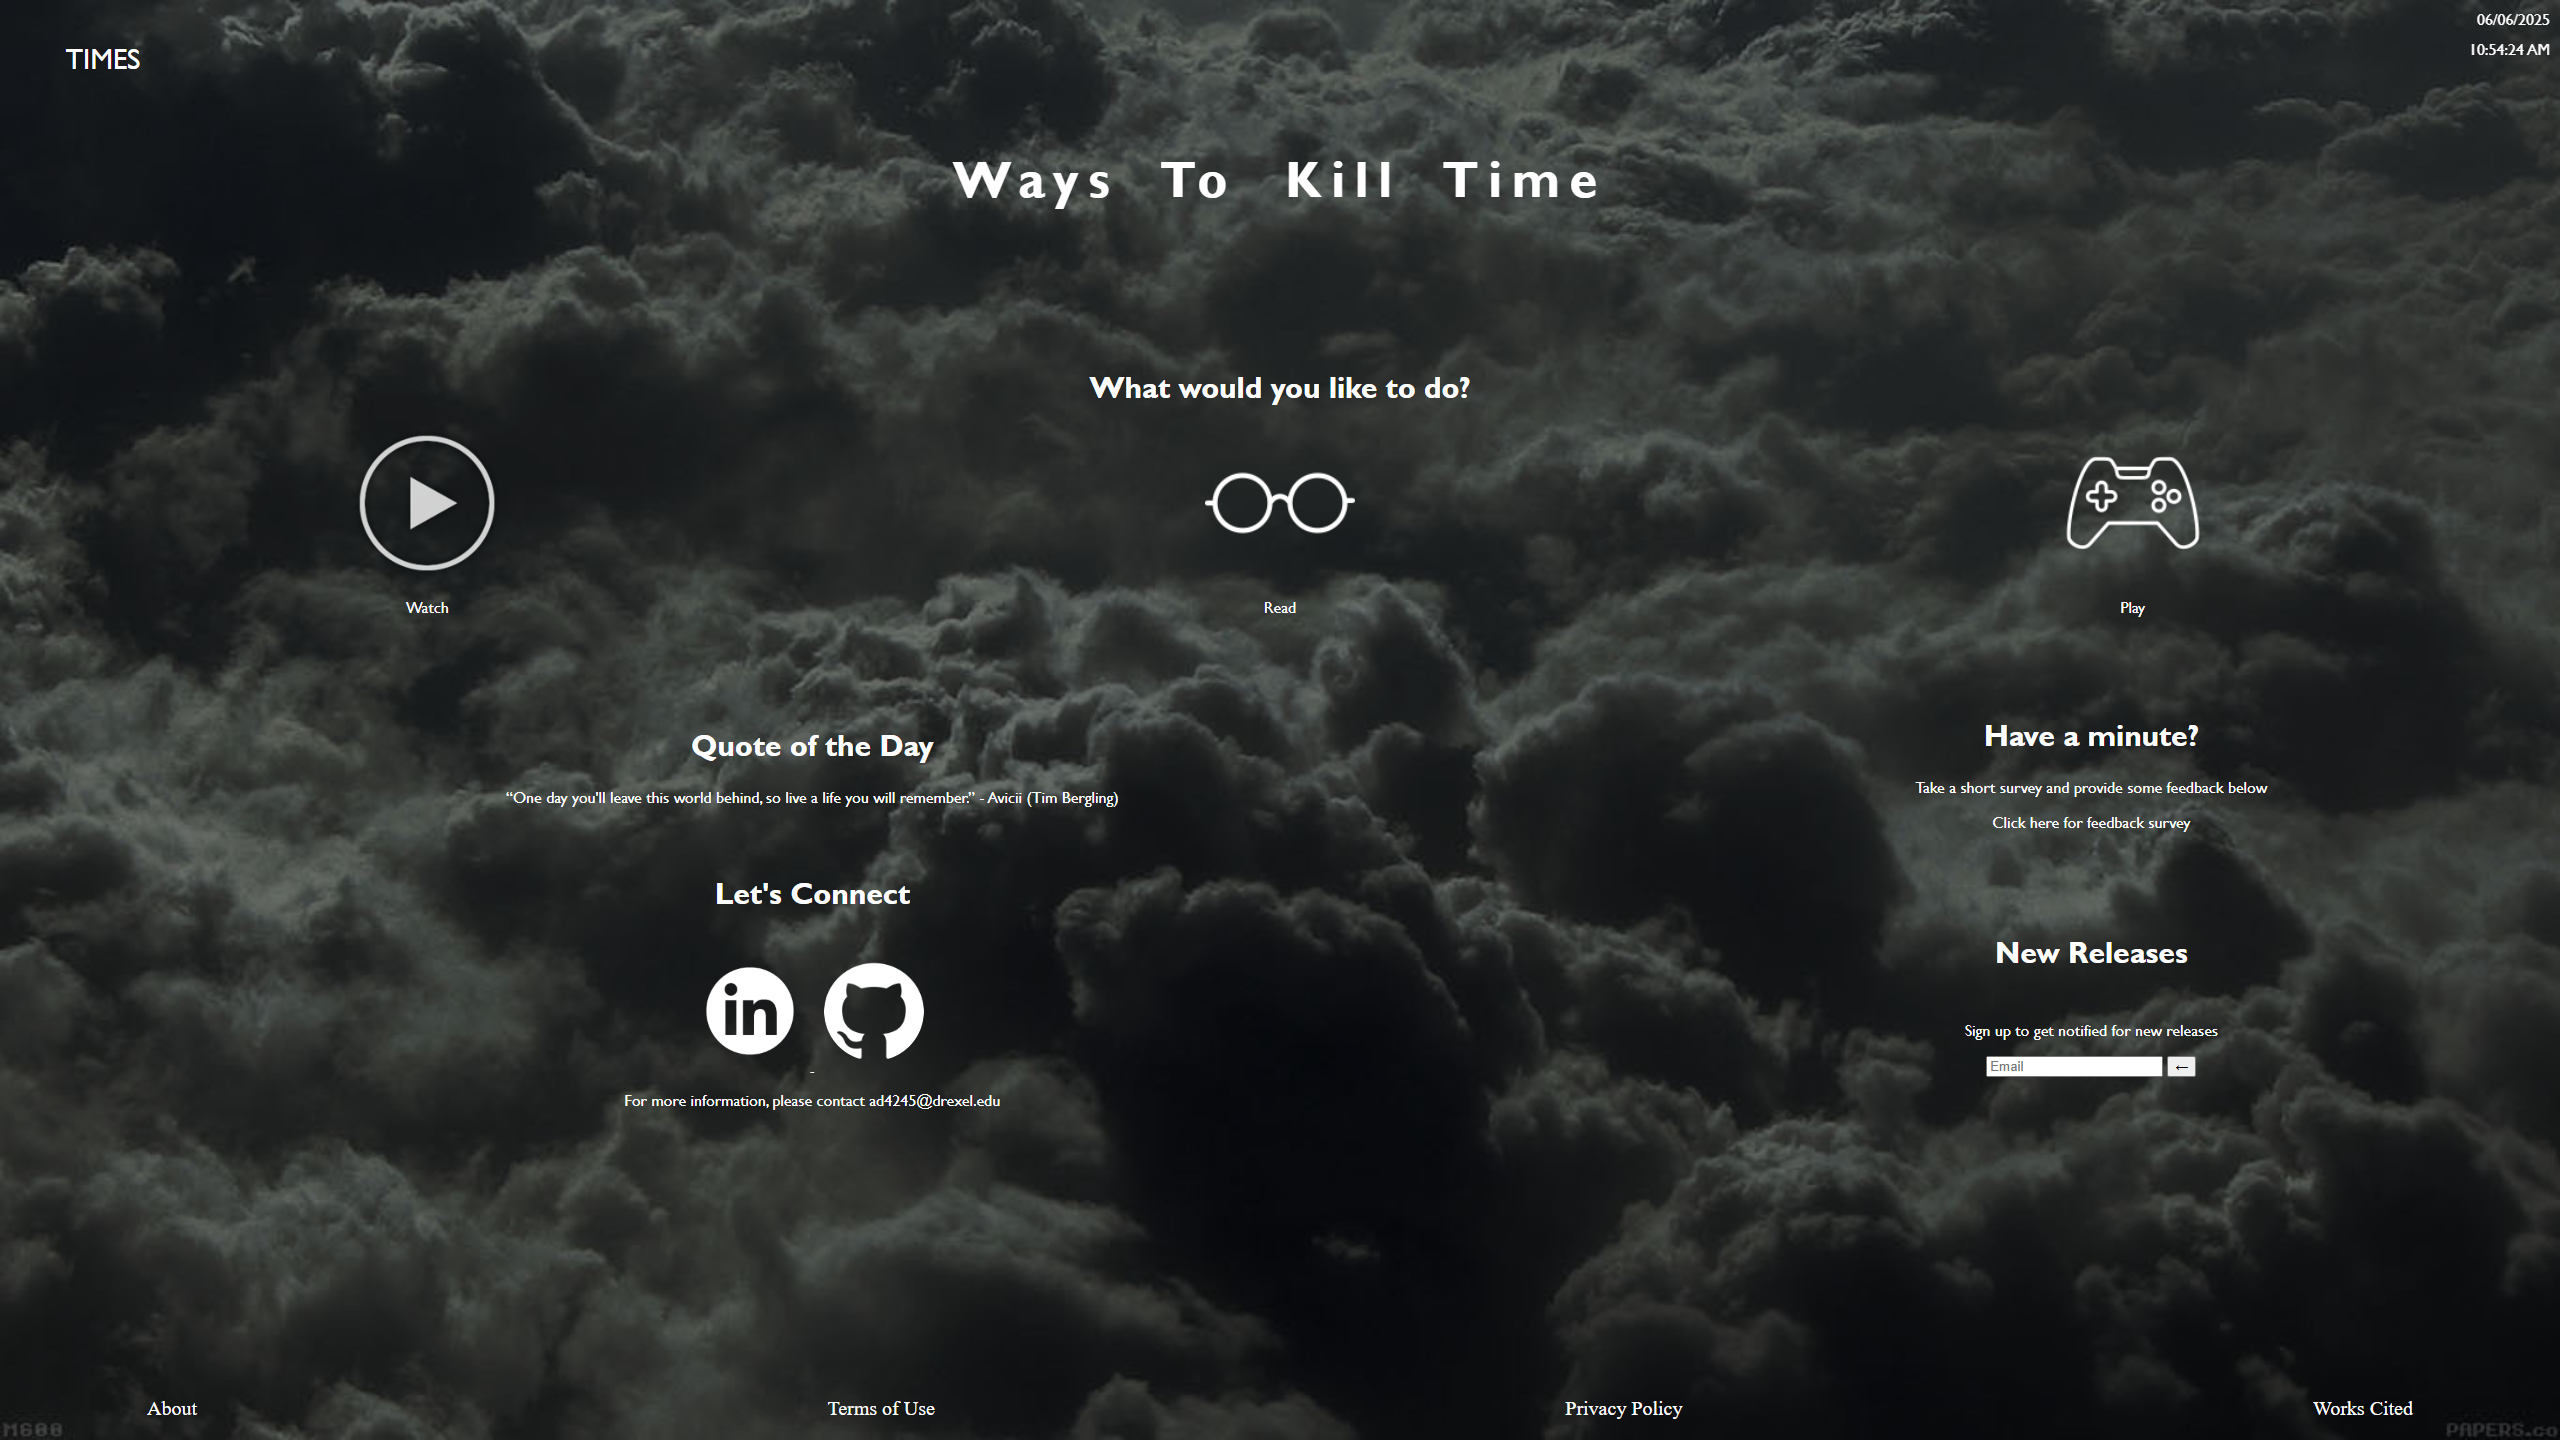 06/06/2025
TIMES
10:54:24 AM
Ways To Kill Time
What would you like to do?
Watch
Read
Play
Quote of the Day
“One day you'll leave this world behind, so live a life you will remember.” - Avicii (Tim Bergling)
Have a minute?
Take a short survey and provide some feedback below
Click here for feedback survey
Let's Connect
in
For more information, please contact ad4245@drexel.edu
New Releases
Sign up to get notified for new releases
Email ←
About
Terms of Use
Privacy Policy
Works Cited
M600
PAPERS.co